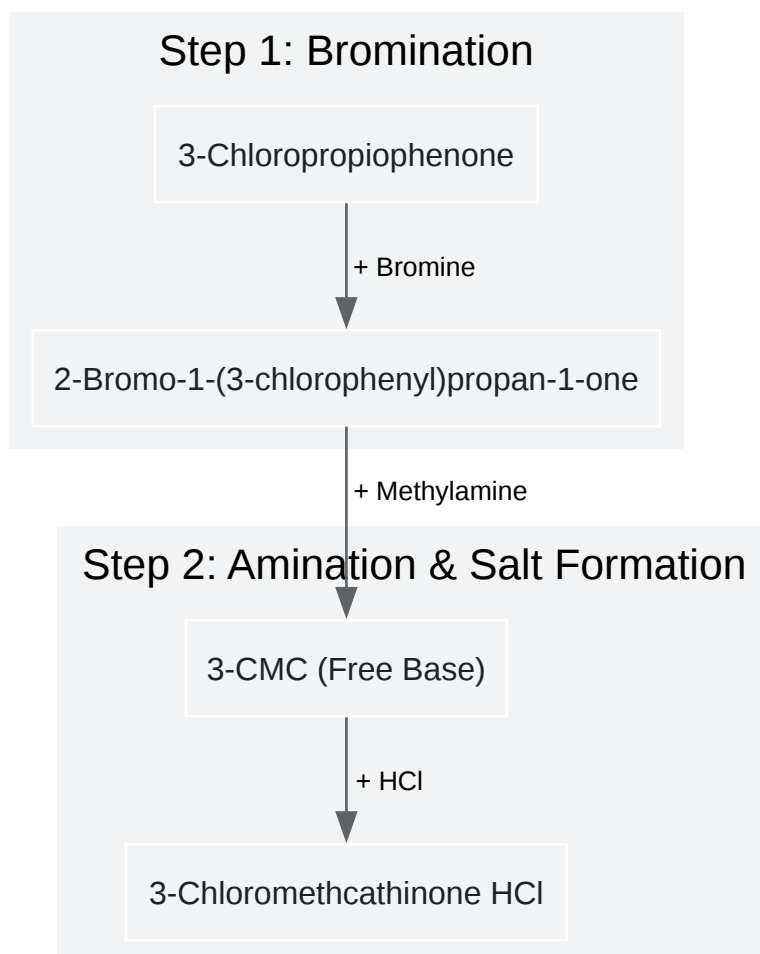 Step 1: Bromination
3-Chloropropiophenone
+ Bromine
2-Bromo-1-(3-chlorophenyl)propan-1-one
+ Methylamine
Step 2: Amination & Salt Formation
3-CMC (Free Base)
+ HCl
3-Chloromethcathinone HCl